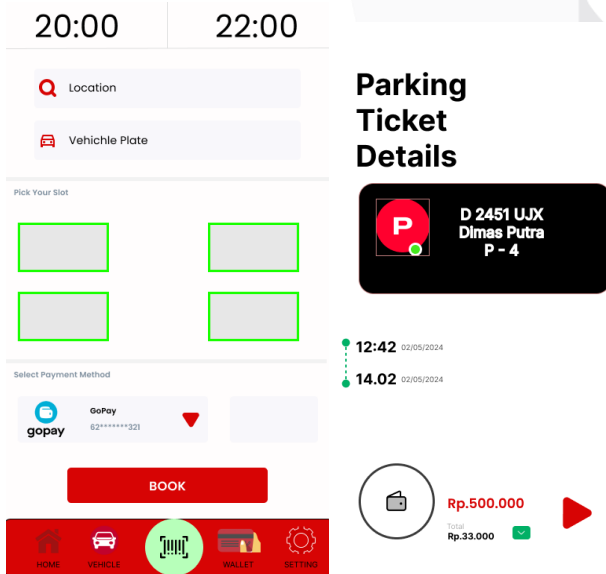 20:00
22:00
Location
Vehichle Plate
Pick Your Slot
Select Payment Method
gopay
GoPay
62*******321
BOOK
HOME
VEHICLE
WALLET
SETTING
Parking
Ticket
Details
P
D 2451 UJX
Dimas Putra
P - 4
12:42 02/05/2024
14.02 02/05/2024
Rp.500.000
Total
Rp.33.000